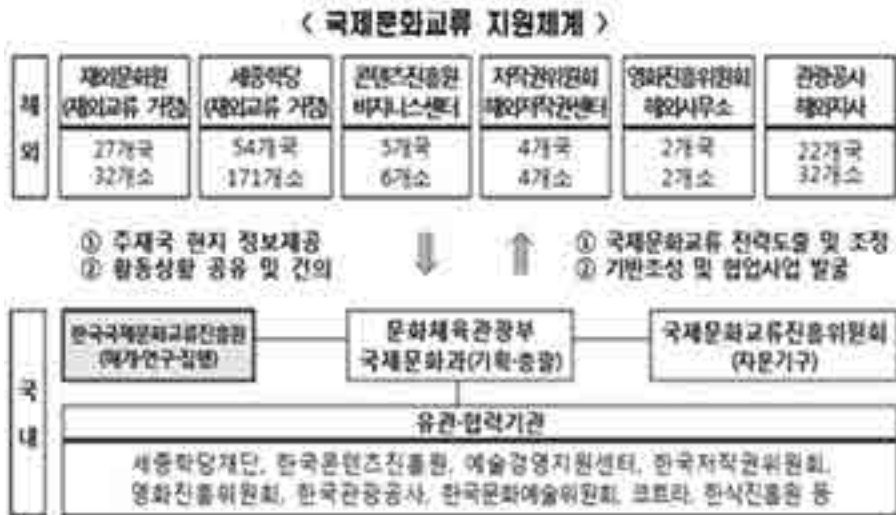 < 국제문화교류 지원체계 >
해외
재외문화원
(재외교류 거점)
27개국
32개소
세종학당
(재외교류 거점)
54개국
171개소
콘텐츠진흥원
비지니스센터
5개국
6개소
저작권위원회
해외저작권센터
4개국
4개소
영화진흥위원회
해외사무소
2개국
2개소
관광공사
해외지사
22개국
32개소
① 주재국 현지 정보제공
② 활동상황 공유 및 건의
① 국제문화교류 전략도출 및 조정
② 기반조성 및 협업사업 발굴
국내
한국국제문화교류진흥원
(평가·연구·집행)
문화체육관광부
국제문화과(기획·총괄)
국제문화교류진흥위원회
(자문기구)
유관·협력기관
세종학당재단, 한국콘텐츠진흥원, 예술경영지원센터, 한국저작권위원회,
영화진흥위원회, 한국관광공사, 한국문화예술위원회, 코트라, 한식진흥원 등